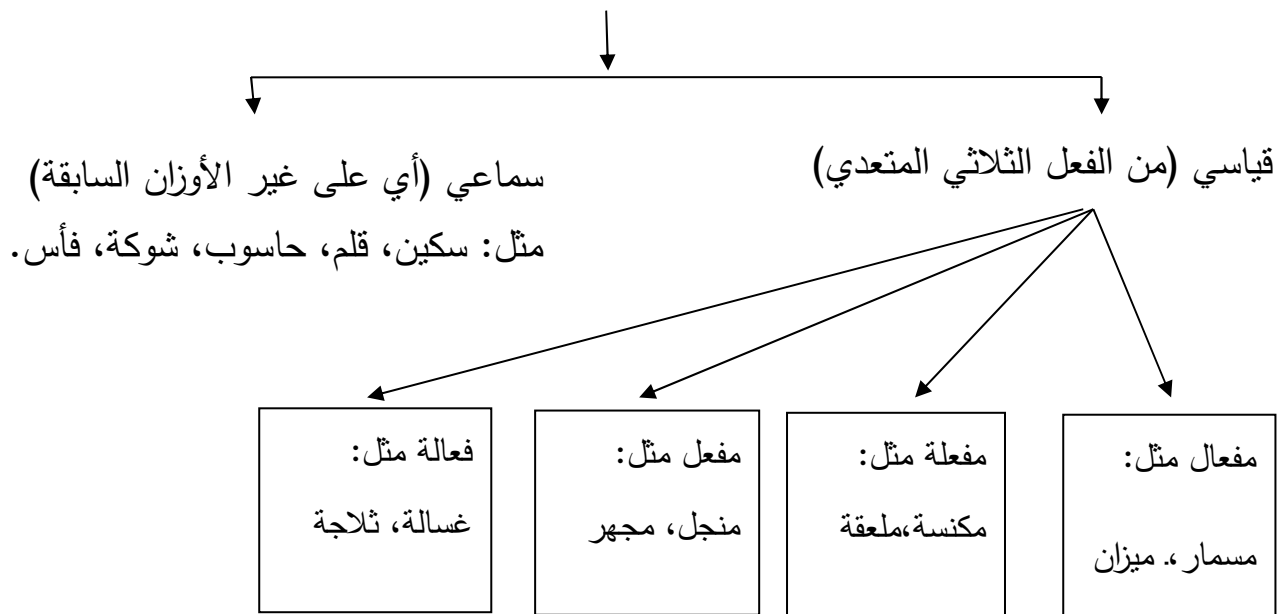 قياسي (من الفعل الثلاثي المتعدي)
سماعي (أي على غير الأوزان السابقة)
مثل: سكين، قلم، حاسوب، شوكة، فأس.
مفعال مثل:
مسمار ،. ميزان
مفعلة مثل:
مكنسة،ملعقة
مفعل مثل:
منجل، مجهر
فعالة مثل:
غسالة، ثلاجة